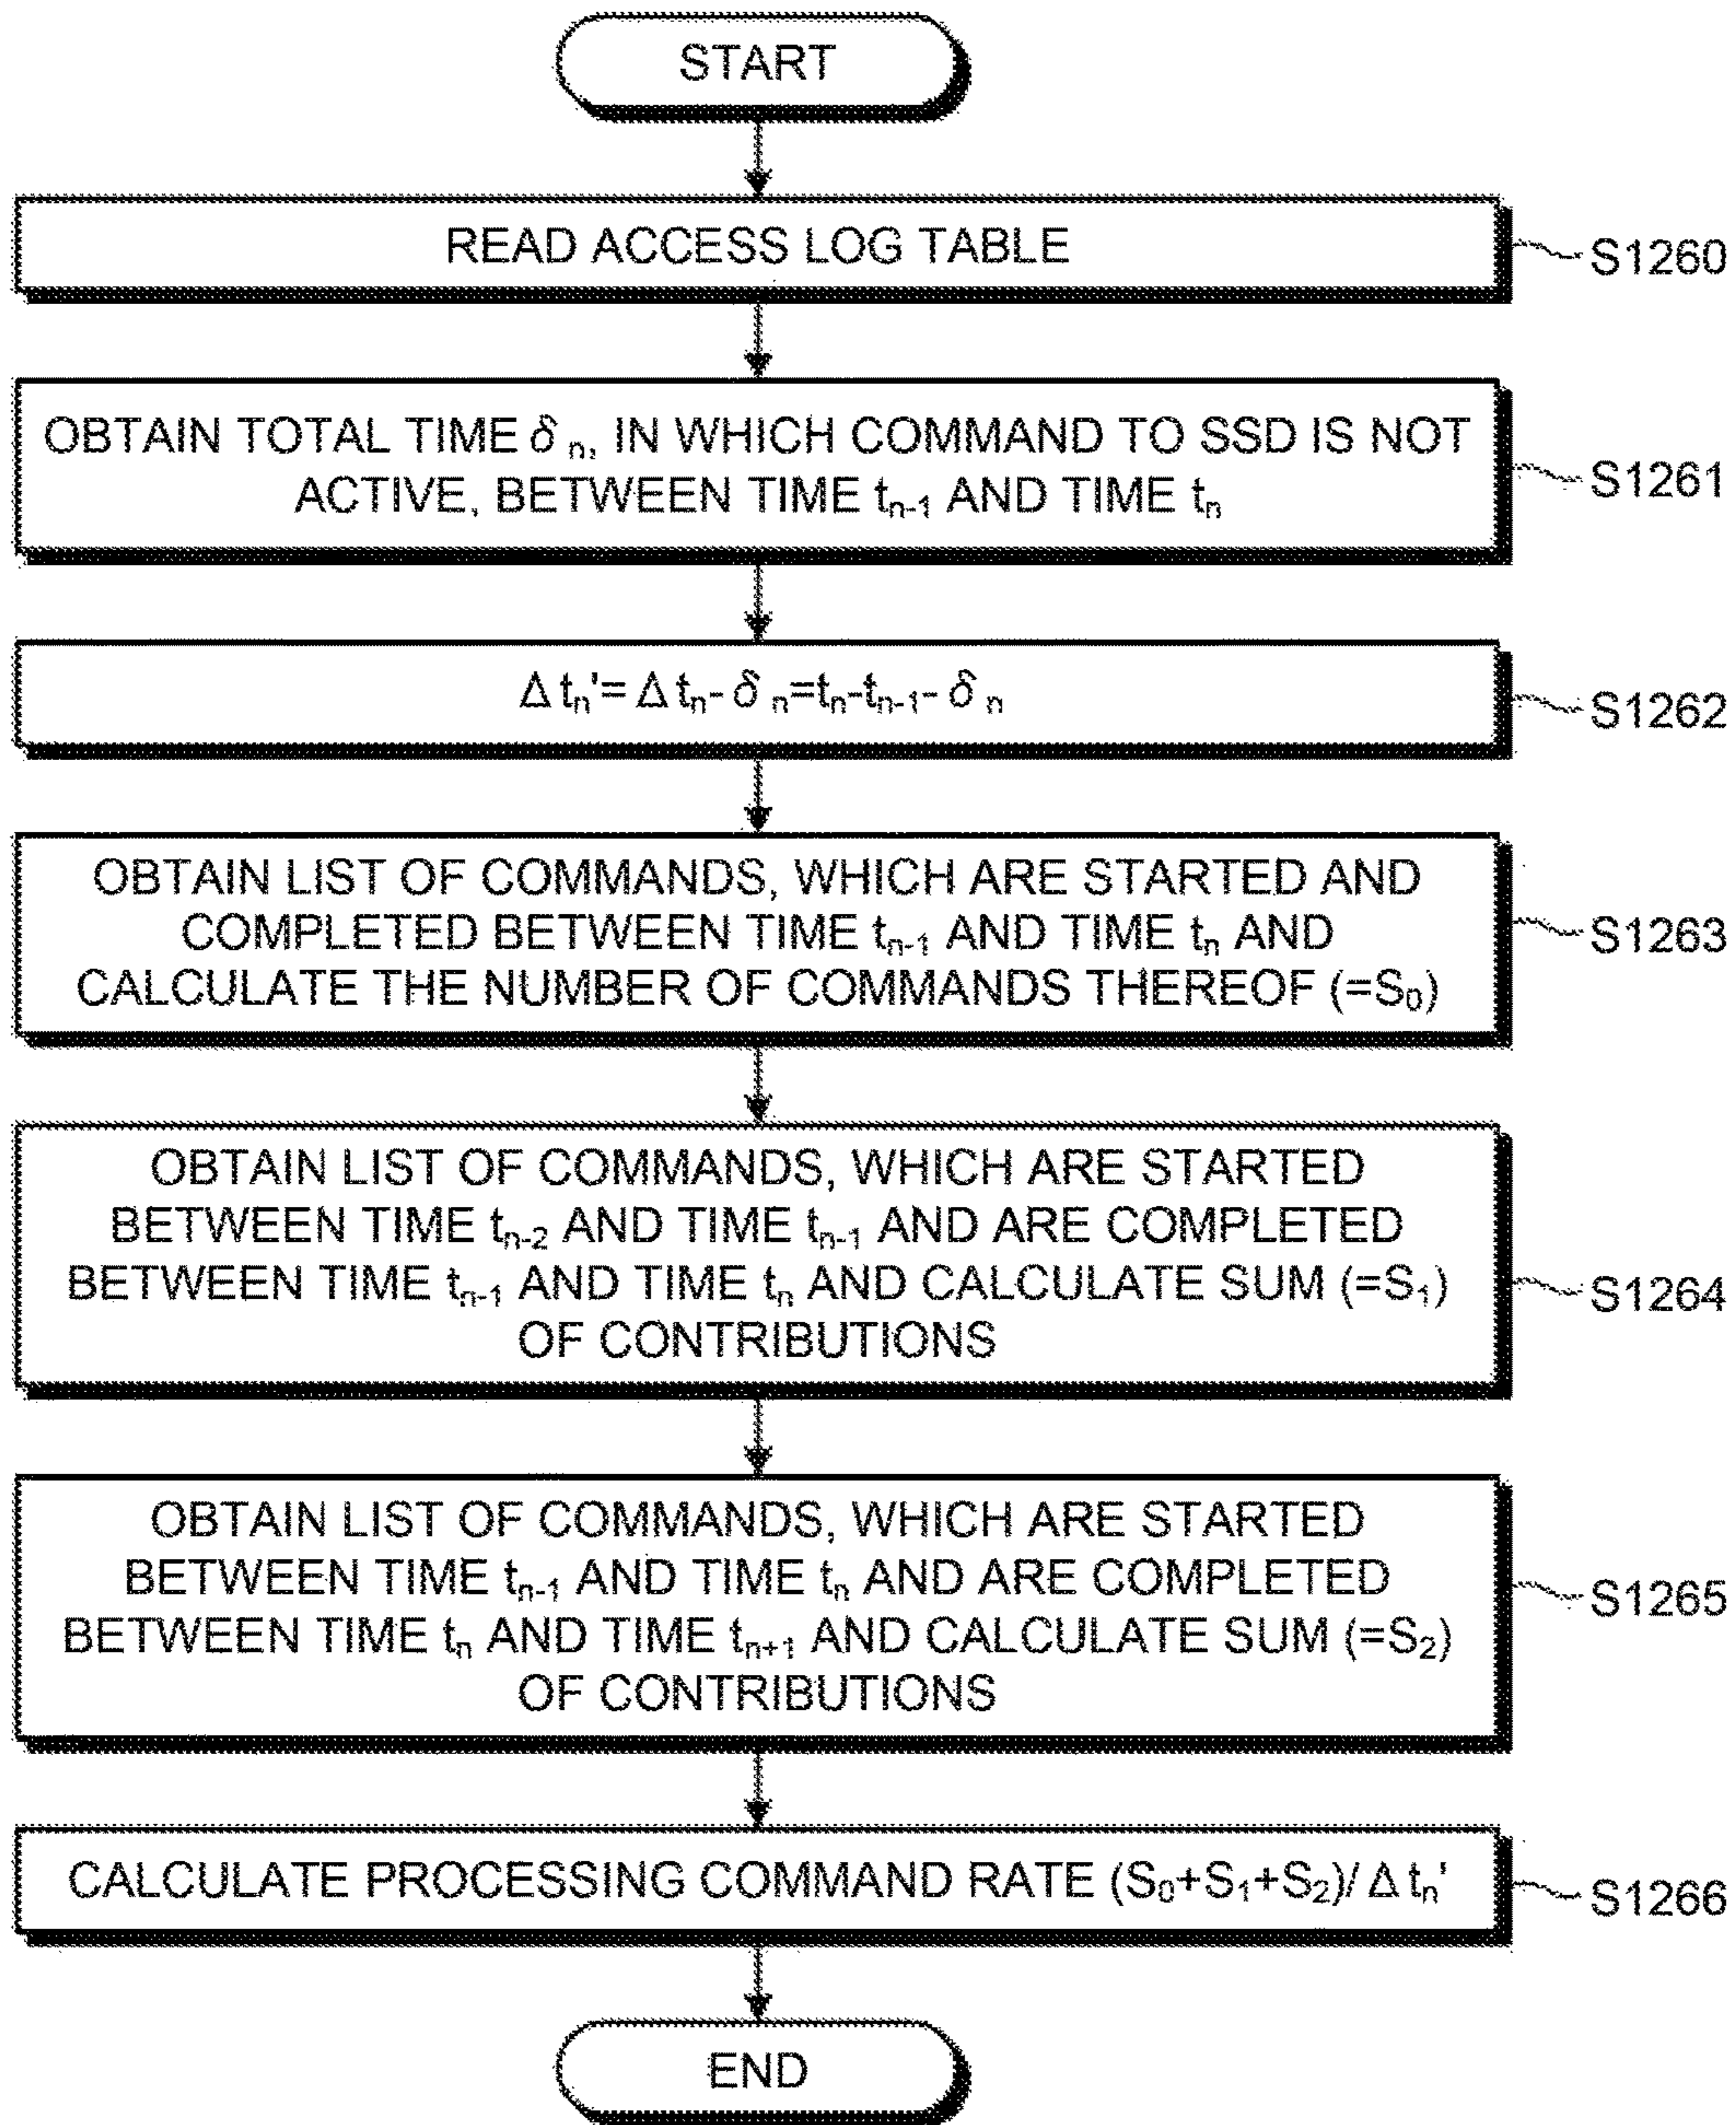 START
READ ACCESS LOG TABLE
S1260
OBTAIN TOTAL TIME δn, IN WHICH COMMAND TO SSD IS NOT
ACTIVE, BETWEEN TIME tn-1 AND TIME tn
S1261
Δtn'=Δtn-δn=tn-tn-1-δn
S1262
OBTAIN LIST OF COMMANDS, WHICH ARE STARTED AND
COMPLETED BETWEEN TIME tn-1 AND TIME tn AND
CALCULATE THE NUMBER OF COMMANDS THEREOF (=S0)
S1263
OBTAIN LIST OF COMMANDS, WHICH ARE STARTED
BETWEEN TIME tn-2 AND TIME tn-1 AND ARE COMPLETED
BETWEEN TIME tn-1 AND TIME tn AND CALCULATE SUM (=S1)
OF CONTRIBUTIONS
S1264
OBTAIN LIST OF COMMANDS, WHICH ARE STARTED
BETWEEN TIME tn-1 AND TIME tn AND ARE COMPLETED
BETWEEN TIME tn AND TIME tn+1 AND CALCULATE SUM (=S2)
OF CONTRIBUTIONS
S1265
CALCULATE PROCESSING COMMAND RATE (S0+S1+S2)/Δtn'
S1266
END